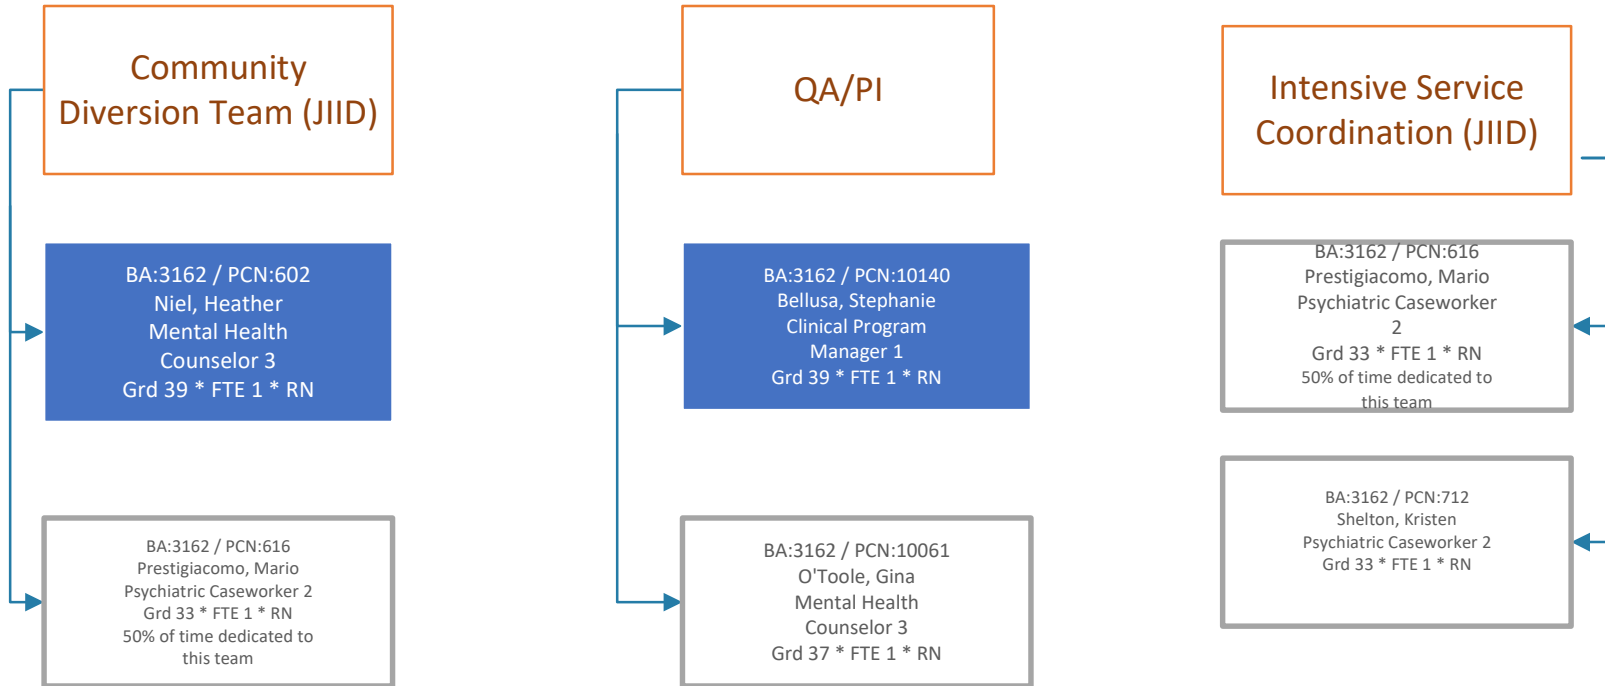 Community
Diversion Team (JIID)
BA:3162 / PCN:602
Niel, Heather
Mental Health
Counselor 3
Grd 39 * FTE 1 * RN
BA:3162 / PCN:616
Prestigiacomo, Mario
Psychiatric Caseworker 2
Grd 33 * FTE 1 * RN
50% of time dedicated to
this team
QA/PI
BA:3162 / PCN:10140
Bellusa, Stephanie
Clinical Program
Manager 1
Grd 39 * FTE 1 * RN
BA:3162 / PCN:10061
O'Toole, Gina
Mental Health
Counselor 3
Grd 37 * FTE 1 * RN
Intensive Service
Coordination (JIID)
BA:3162 / PCN:616
Prestigiacomo, Mario
Psychiatric Caseworker
2
Grd 33 * FTE 1 * RN
50% of time dedicated to
this team
BA:3162 / PCN:712
Shelton, Kristen
Psychiatric Caseworker 2
Grd 33 * FTE 1 * RN